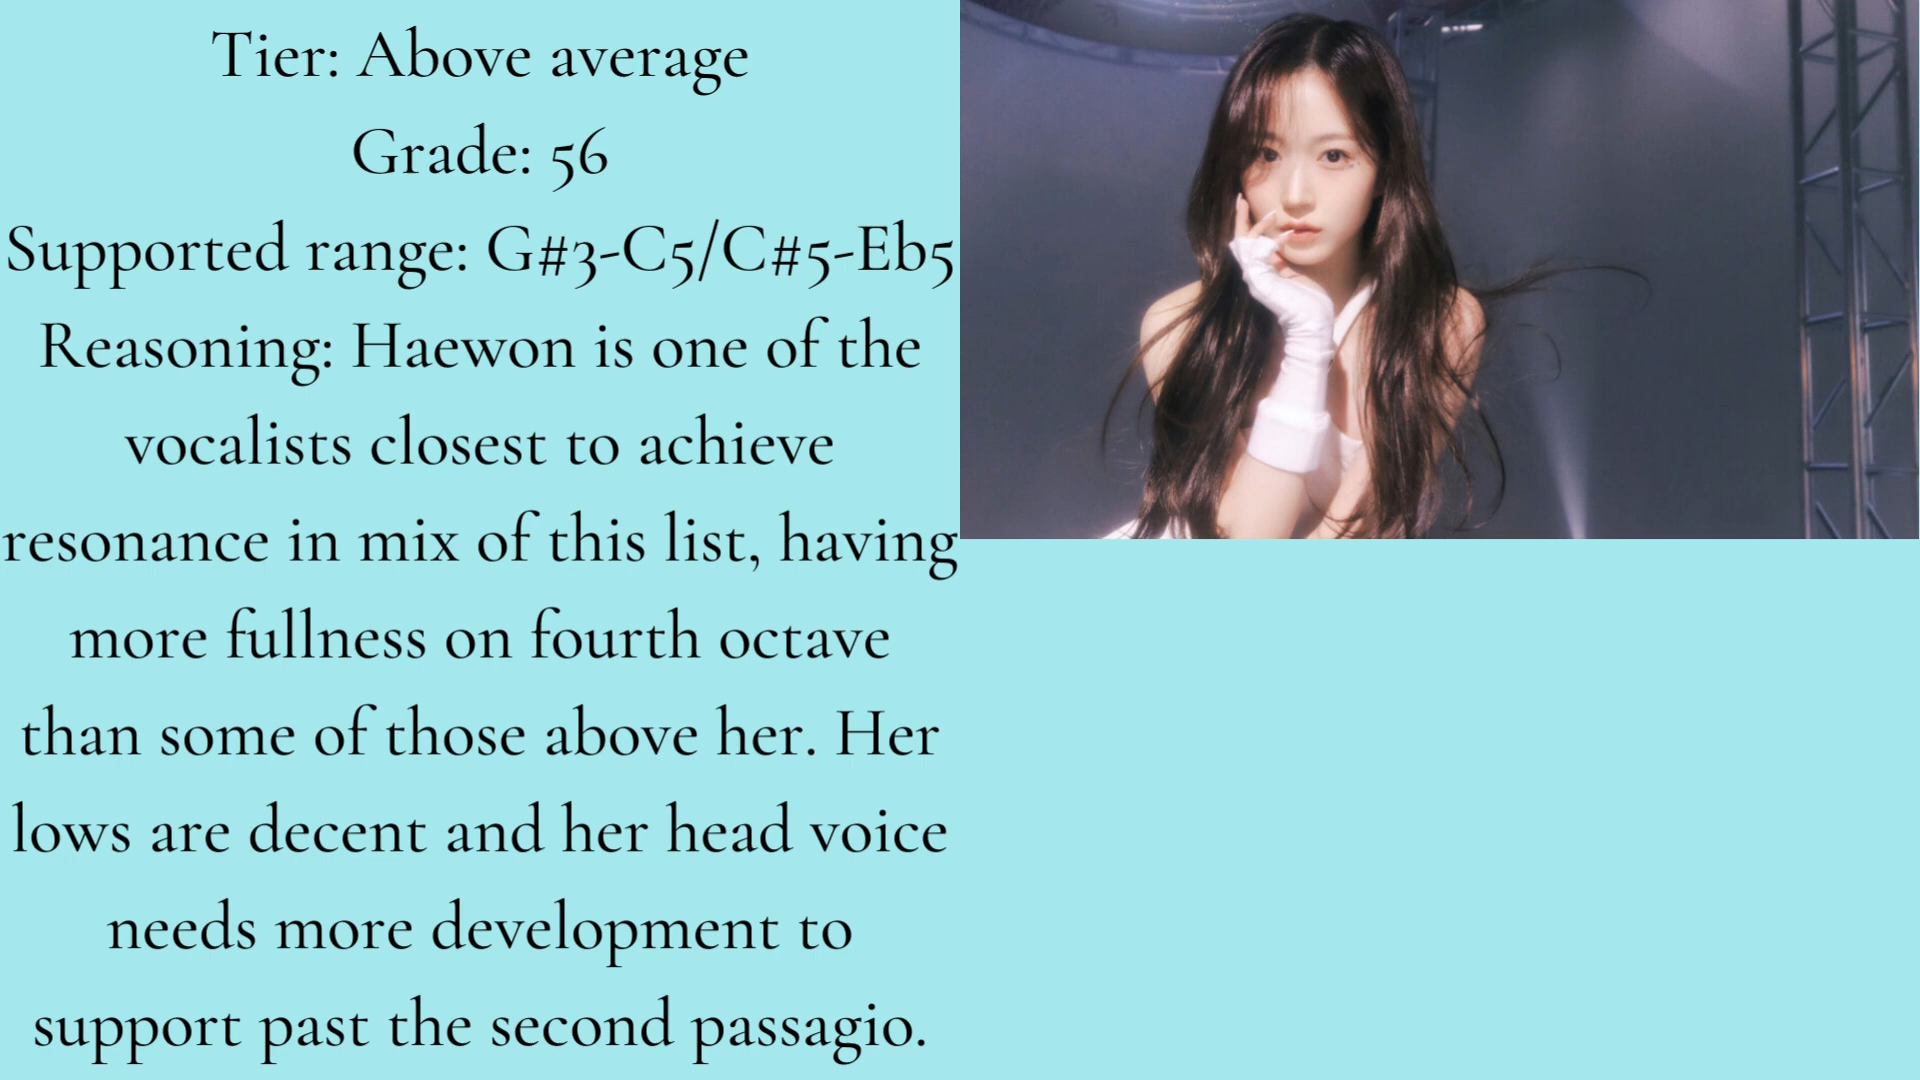 Tier: Above average
Grade: 56
Supported range: G#3-C5/C#5-Eb5
Reasoning: Haewon is one of the
vocalists closest to achieve
resonance in mix of this list, having
more fullness on fourth octave
than some of those above her. Her
lows are decent and her head voice
needs more development to
support past the second passagio.